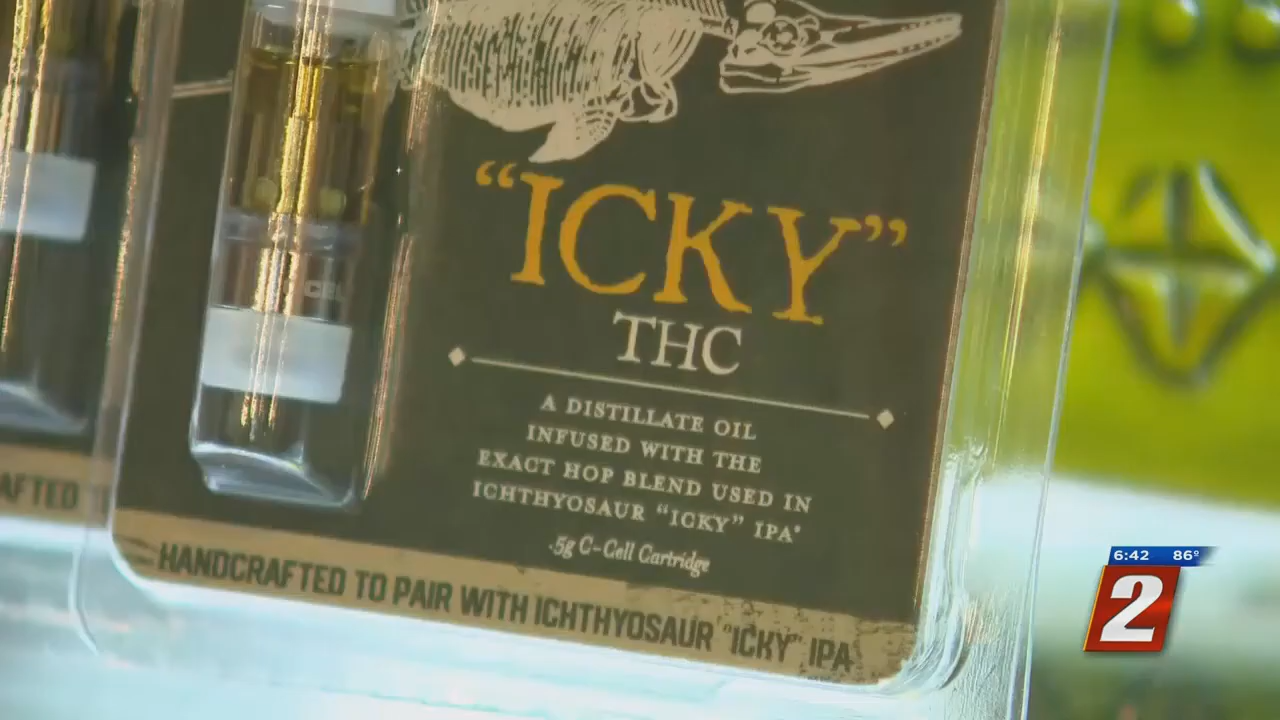 “ICKY”
THC
A DISTILLATE OIL
INFUSED WITH THE
EXACT HOP BLEND USED IN
ICHTHYOSAUR “ICKY” IPA*
.5g C-Cell Cartridge
HANDCRAFTED TO PAIR WITH ICHTHYOSAUR “ICKY” IPA
AFTED
6:42 86°
2